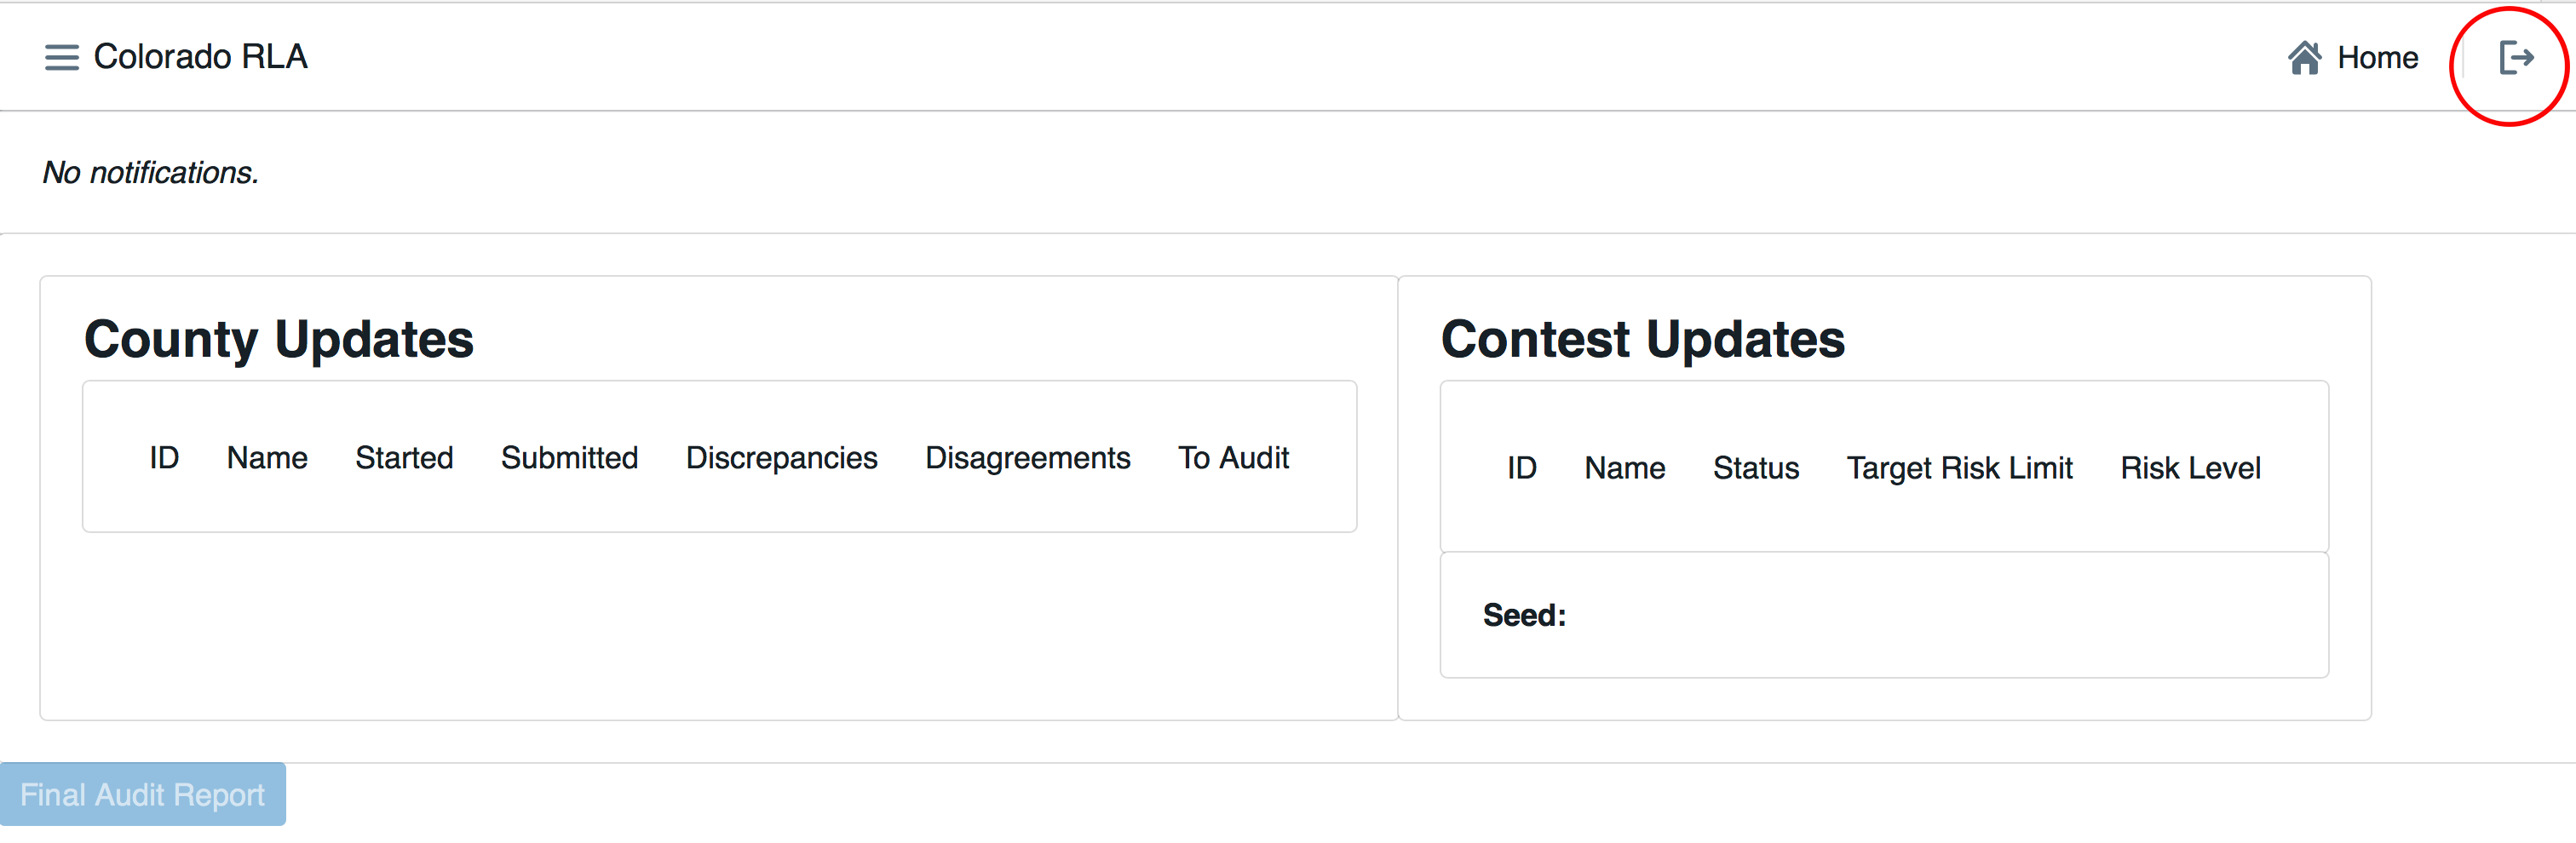 Colorado RLA
Home
No notifications.
County Updates
ID Name Started Submitted Discrepancies Disagreements To Audit
Contest Updates
ID Name Status Target Risk Limit Risk Level
Seed:
Final Audit Report